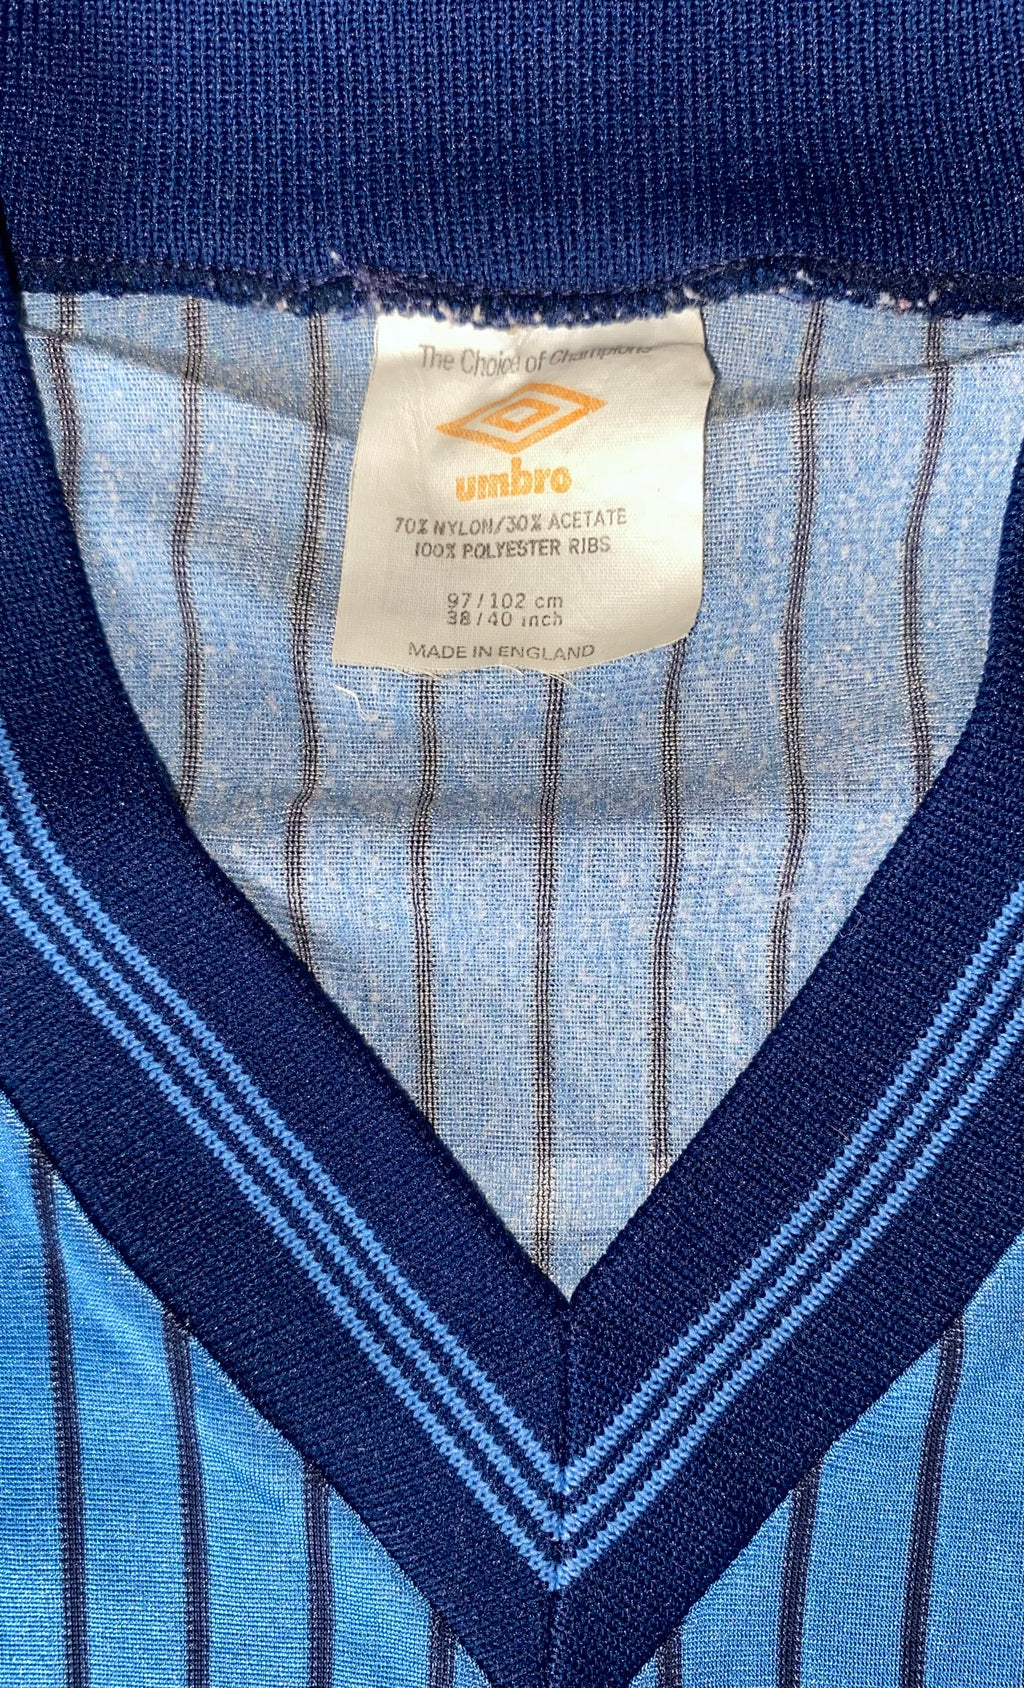 The Choice of Champions
umbro
70% NYLON/30% ACETATE
100% POLYESTER RIBS
97/102 cm
38/40 inch
MADE IN ENGLAND